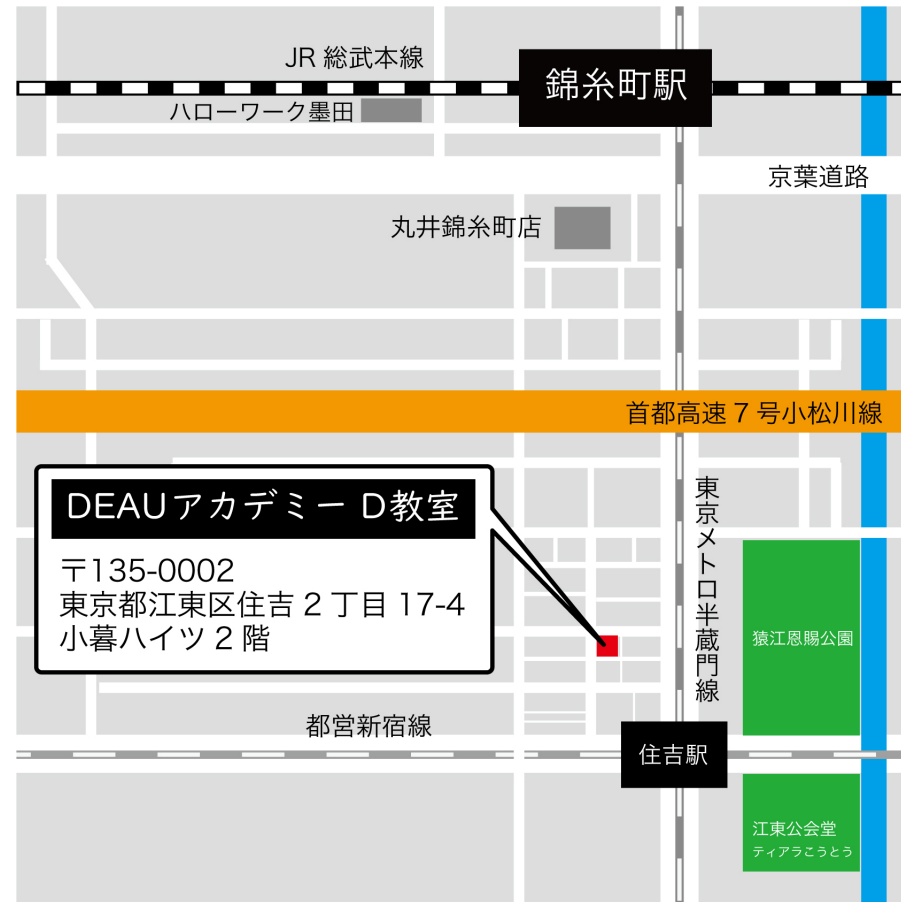 JR 総武本線
錦糸町駅
ハローワーク墨田
京葉道路
丸井錦糸町店
首都高速 7 号小松川線
DEAUアカデミー D教室
〒135-0002
東京都江東区住吉 2 丁目 17-4
小暮ハイツ 2 階
東京メトロ半蔵門線
猿江恩賜公園
都営新宿線
住吉駅
江東公会堂
ティアラこうとう